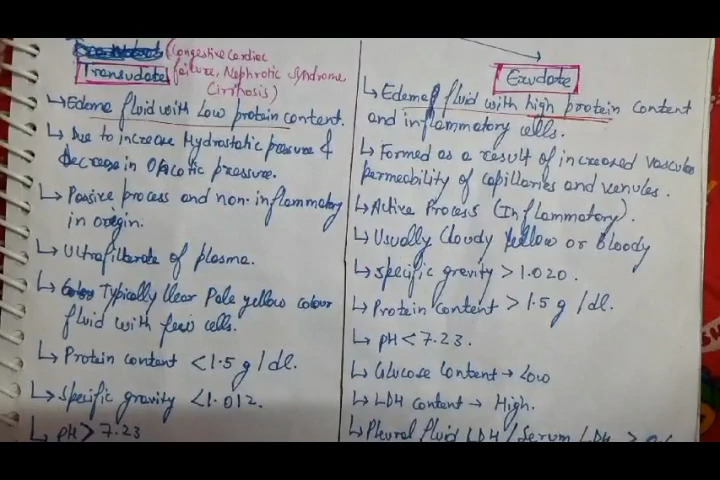 (Congestive Cardiac
Transudate failure, Nephrotic Syndrome
Cirrhosis)
↳ Edema fluid with low protein content.
↳ Due to increase Hydrostatic pressure &
decrease in Oncotic pressure.
↳ Passive process and non-inflammatory
in origin.
↳ Ultrafilterate of plasma.
↳ Typically clear Pale yellow colour
fluid with few cells.
↳ Protein content <1.5 g/dl.
↳ Specific gravity <1.012.
↳ pH > 7.23
Exudate
↳ Edema fluid with high protein content
and inflammatory cells.
↳ Formed as a result of increased vascular
permeability of capillaries and venules.
↳ Active Process (Inflammatory).
↳ Usually Cloudy Yellow or Bloody
↳ specific gravity > 1.020.
↳ Protein content > 1.5 g/dl.
↳ pH < 7.23.
↳ Glucose Content → Low
↳ LDH content → High.
↳ Pleural fluid LDH/Serum LDH >